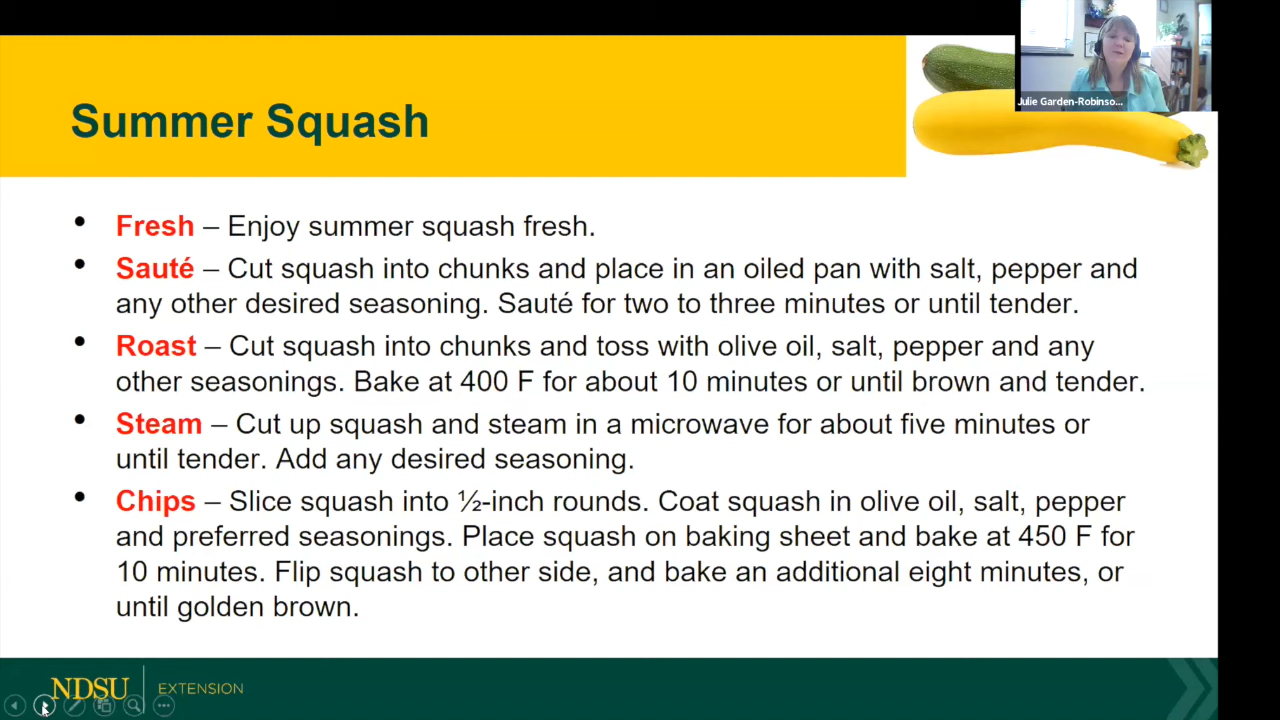 Julie Garden-Robinso...
Summer Squash
• Fresh – Enjoy summer squash fresh.
• Sauté – Cut squash into chunks and place in an oiled pan with salt, pepper and
any other desired seasoning. Sauté for two to three minutes or until tender.
• Roast – Cut squash into chunks and toss with olive oil, salt, pepper and any
other seasonings. Bake at 400 F for about 10 minutes or until brown and tender.
• Steam – Cut up squash and steam in a microwave for about five minutes or
until tender. Add any desired seasoning.
• Chips – Slice squash into ½-inch rounds. Coat squash in olive oil, salt, pepper
and preferred seasonings. Place squash on baking sheet and bake at 450 F for
10 minutes. Flip squash to other side, and bake an additional eight minutes, or
until golden brown.
NDSU EXTENSION